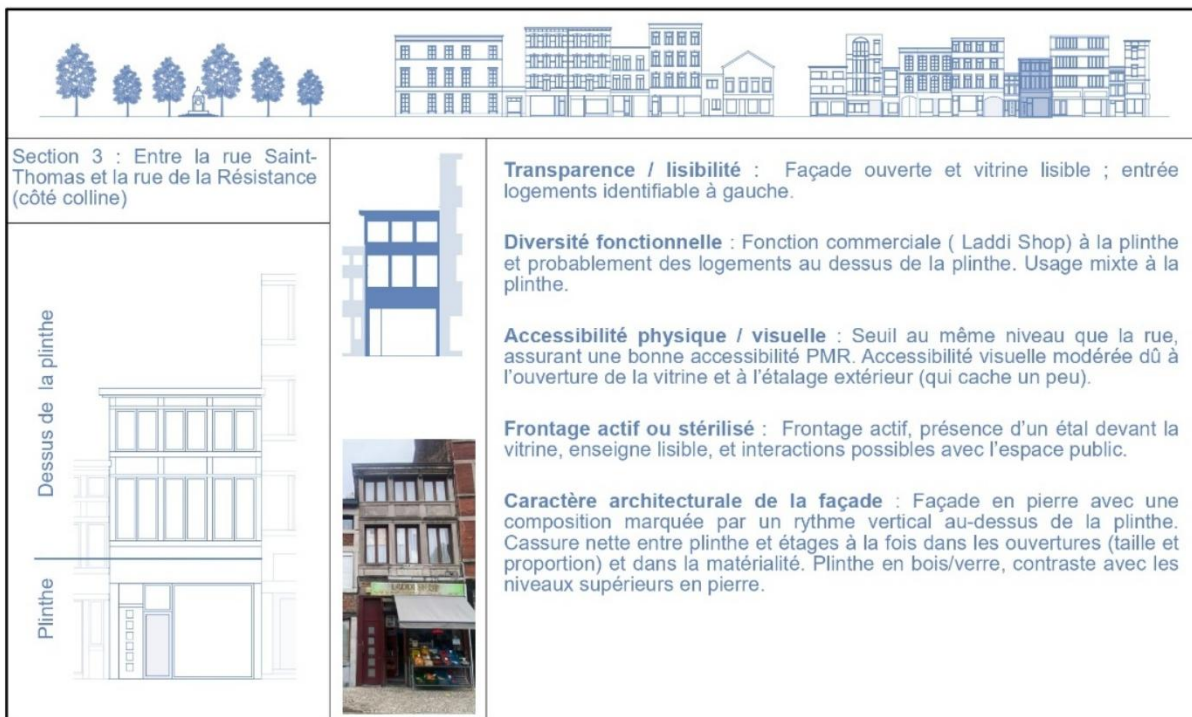 Section 3 : Entre la rue Saint-
Thomas et la rue de la Résistance
(côté colline)
Dessus de la plinthe
Plinthe
Transparence / lisibilité : Façade ouverte et vitrine lisible ; entrée
logements identifiable à gauche.
Diversité fonctionnelle : Fonction commerciale ( Laddi Shop) à la plinthe
et probablement des logements au dessus de la plinthe. Usage mixte à la
plinthe.
Accessibilité physique / visuelle : Seuil au même niveau que la rue,
assurant une bonne accessibilité PMR. Accessibilité visuelle modérée dû à
l'ouverture de la vitrine et à l'étalage extérieur (qui cache un peu).
Frontage actif ou stérilisé : Frontage actif, présence d'un étal devant la
vitrine, enseigne lisible, et interactions possibles avec l'espace public.
Caractère architecturale de la façade : Façade en pierre avec une
composition marquée par un rythme vertical au-dessus de la plinthe.
Cassure nette entre plinthe et étages à la fois dans les ouvertures (taille et
proportion) et dans la matérialité. Plinthe en bois/verre, contraste avec les
niveaux supérieurs en pierre.